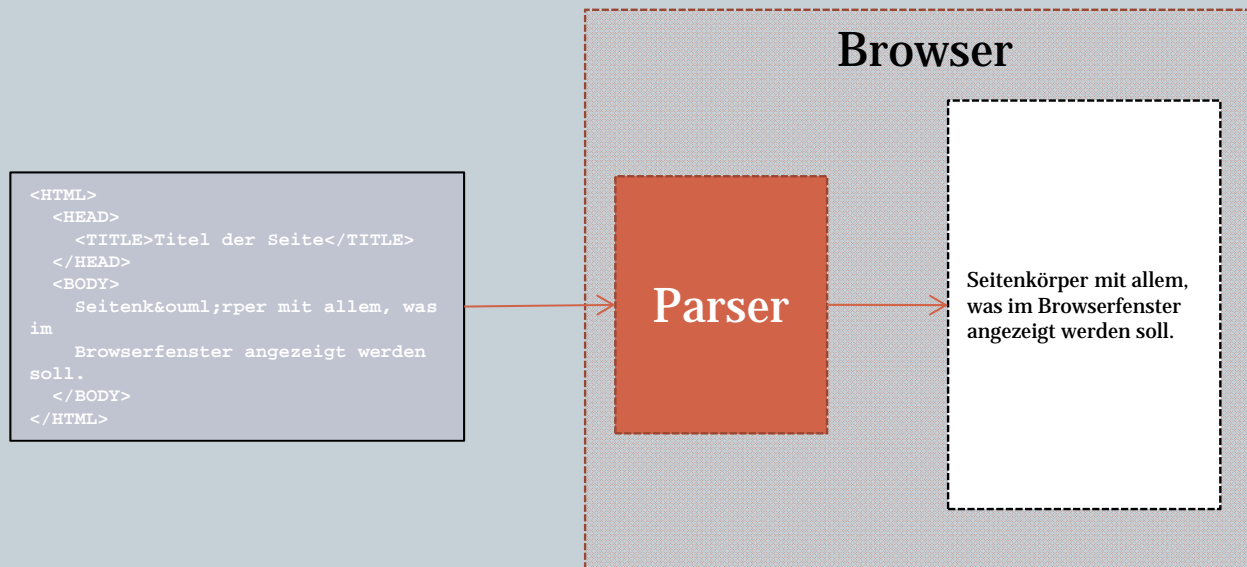 Browser
<HTML>
  <HEAD>
    <TITLE>Titel der Seite</TITLE>
  </HEAD>
  <BODY>
    Seitenk&ouml;rper mit allem, was
im
    Browserfenster angezeigt werden
soll.
  </BODY>
</HTML>
Parser
Seitenkörper mit allem,
was im Browserfenster
angezeigt werden soll.